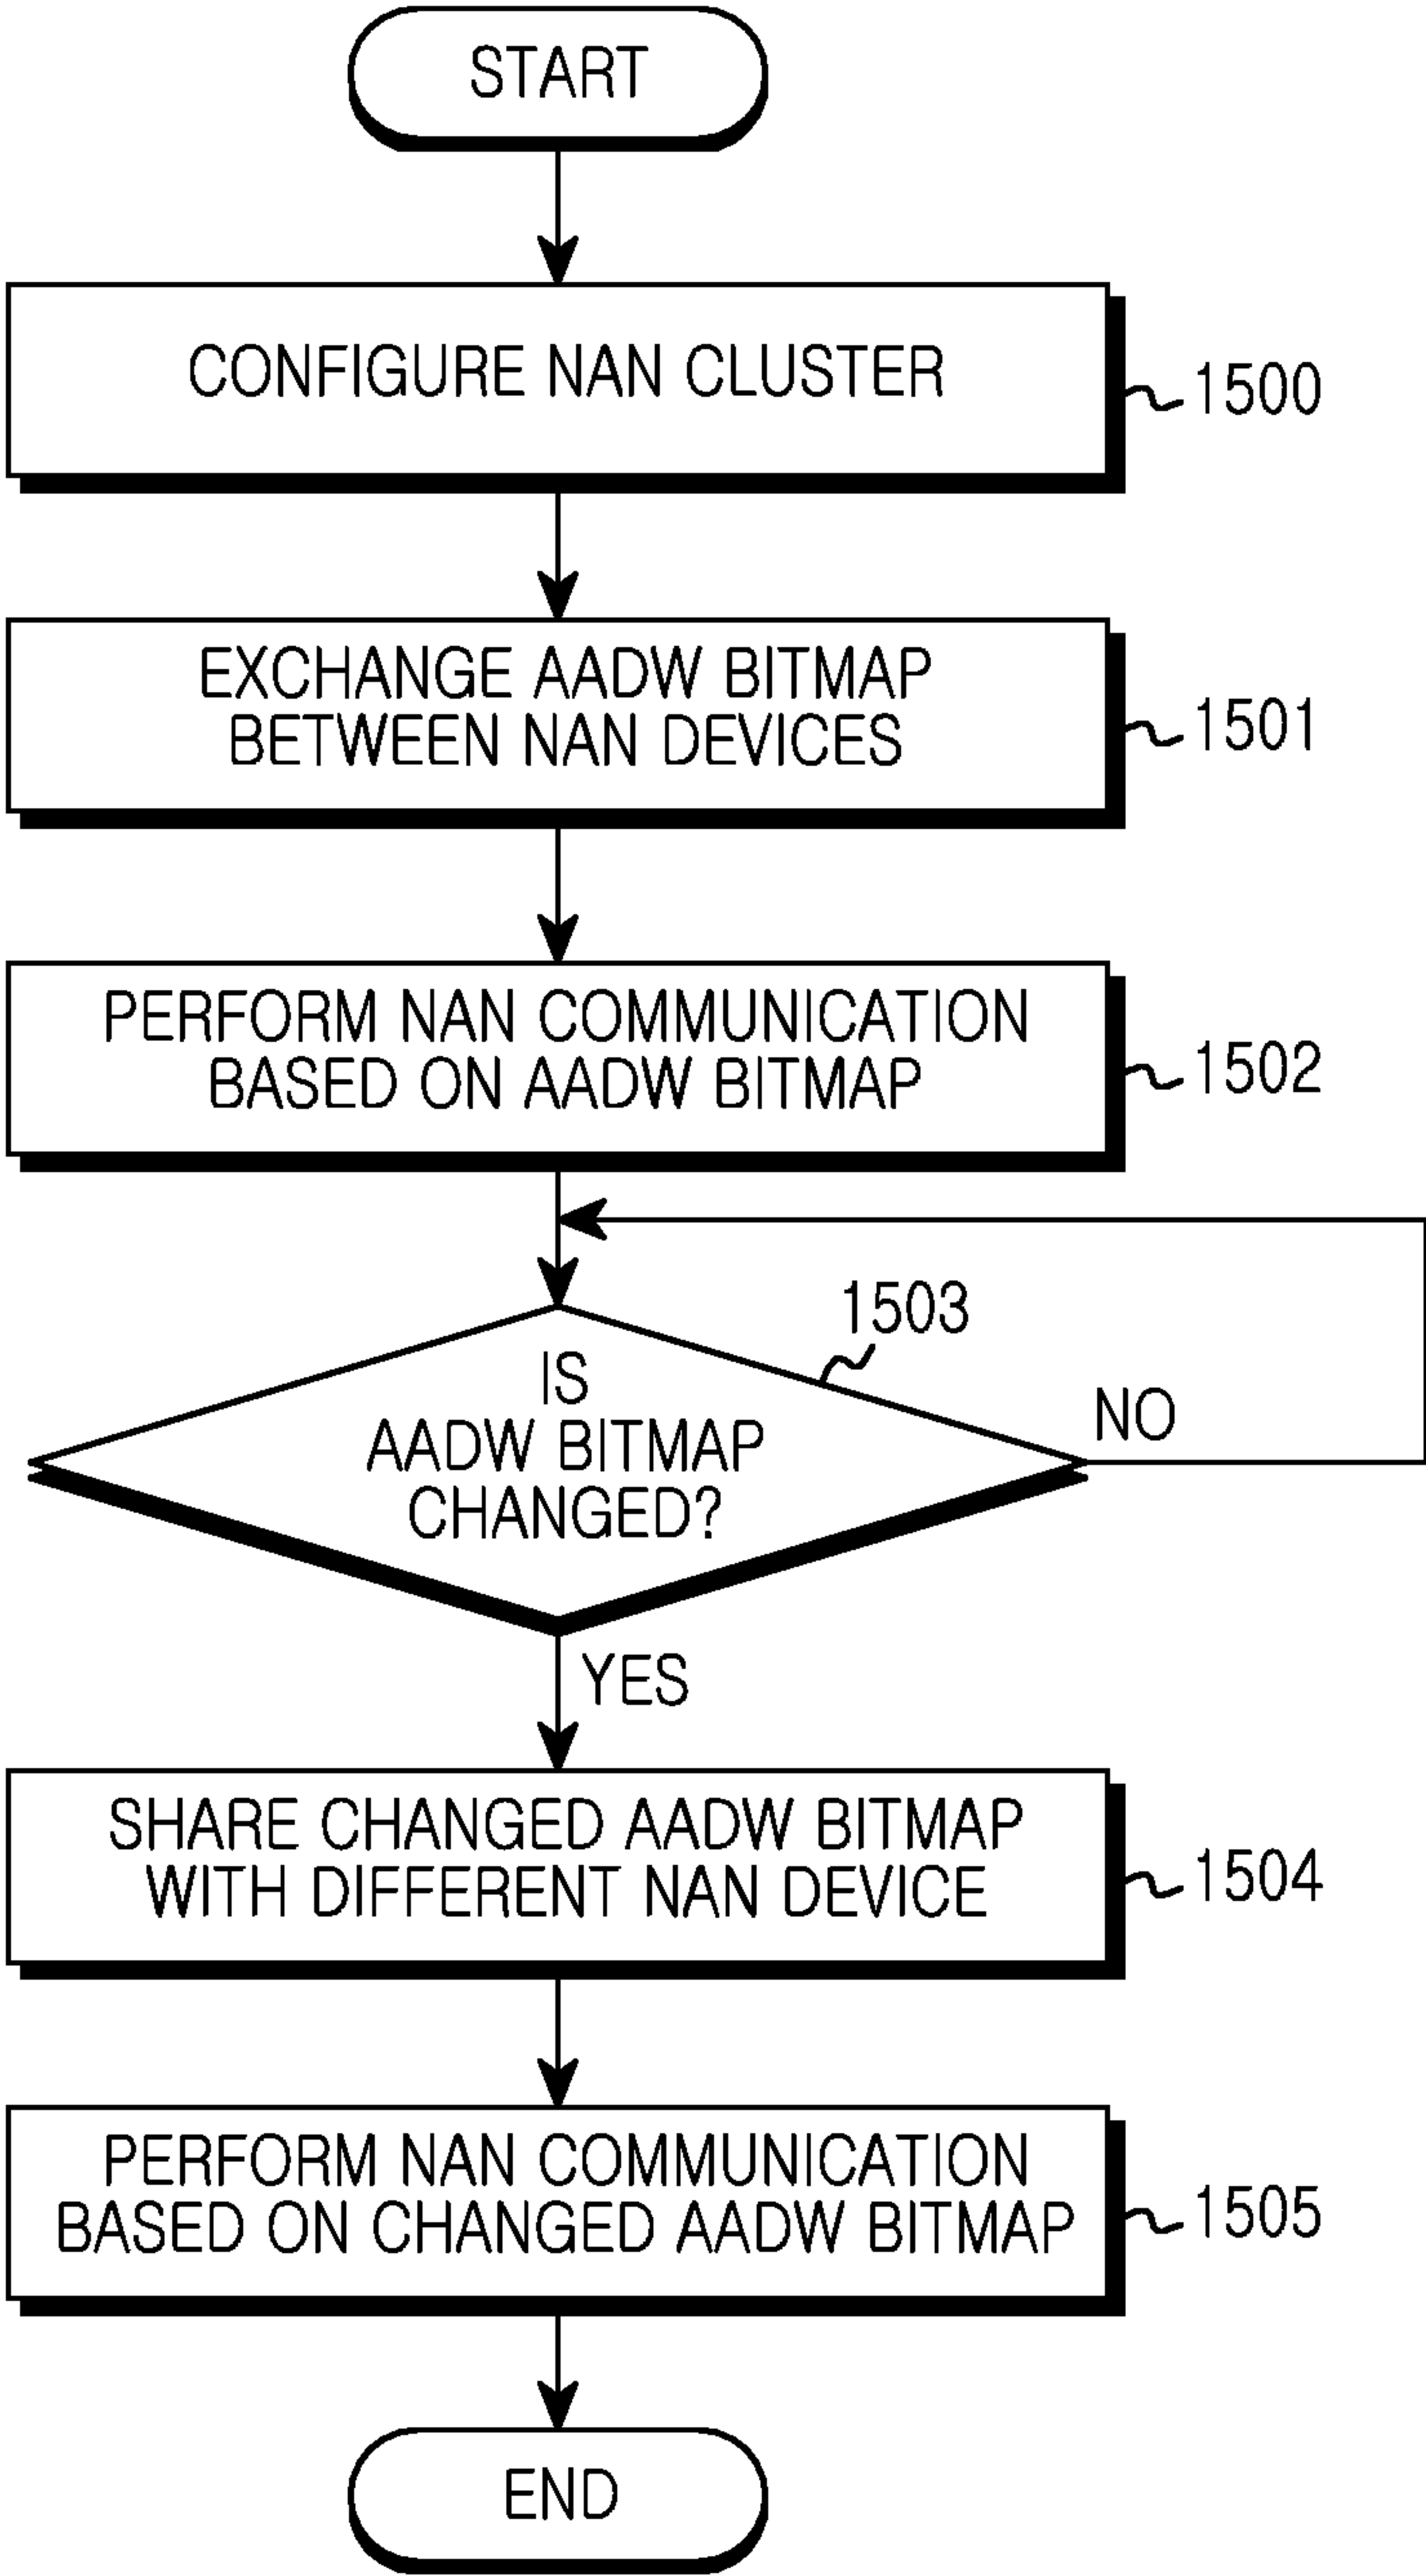 START
CONFIGURE NAN CLUSTER
1500
EXCHANGE AADW BITMAP
BETWEEN NAN DEVICES
1501
PERFORM NAN COMMUNICATION
BASED ON AADW BITMAP
1502
1503
IS
AADW BITMAP
CHANGED?
NO
YES
SHARE CHANGED AADW BITMAP
WITH DIFFERENT NAN DEVICE
1504
PERFORM NAN COMMUNICATION
BASED ON CHANGED AADW BITMAP
1505
END